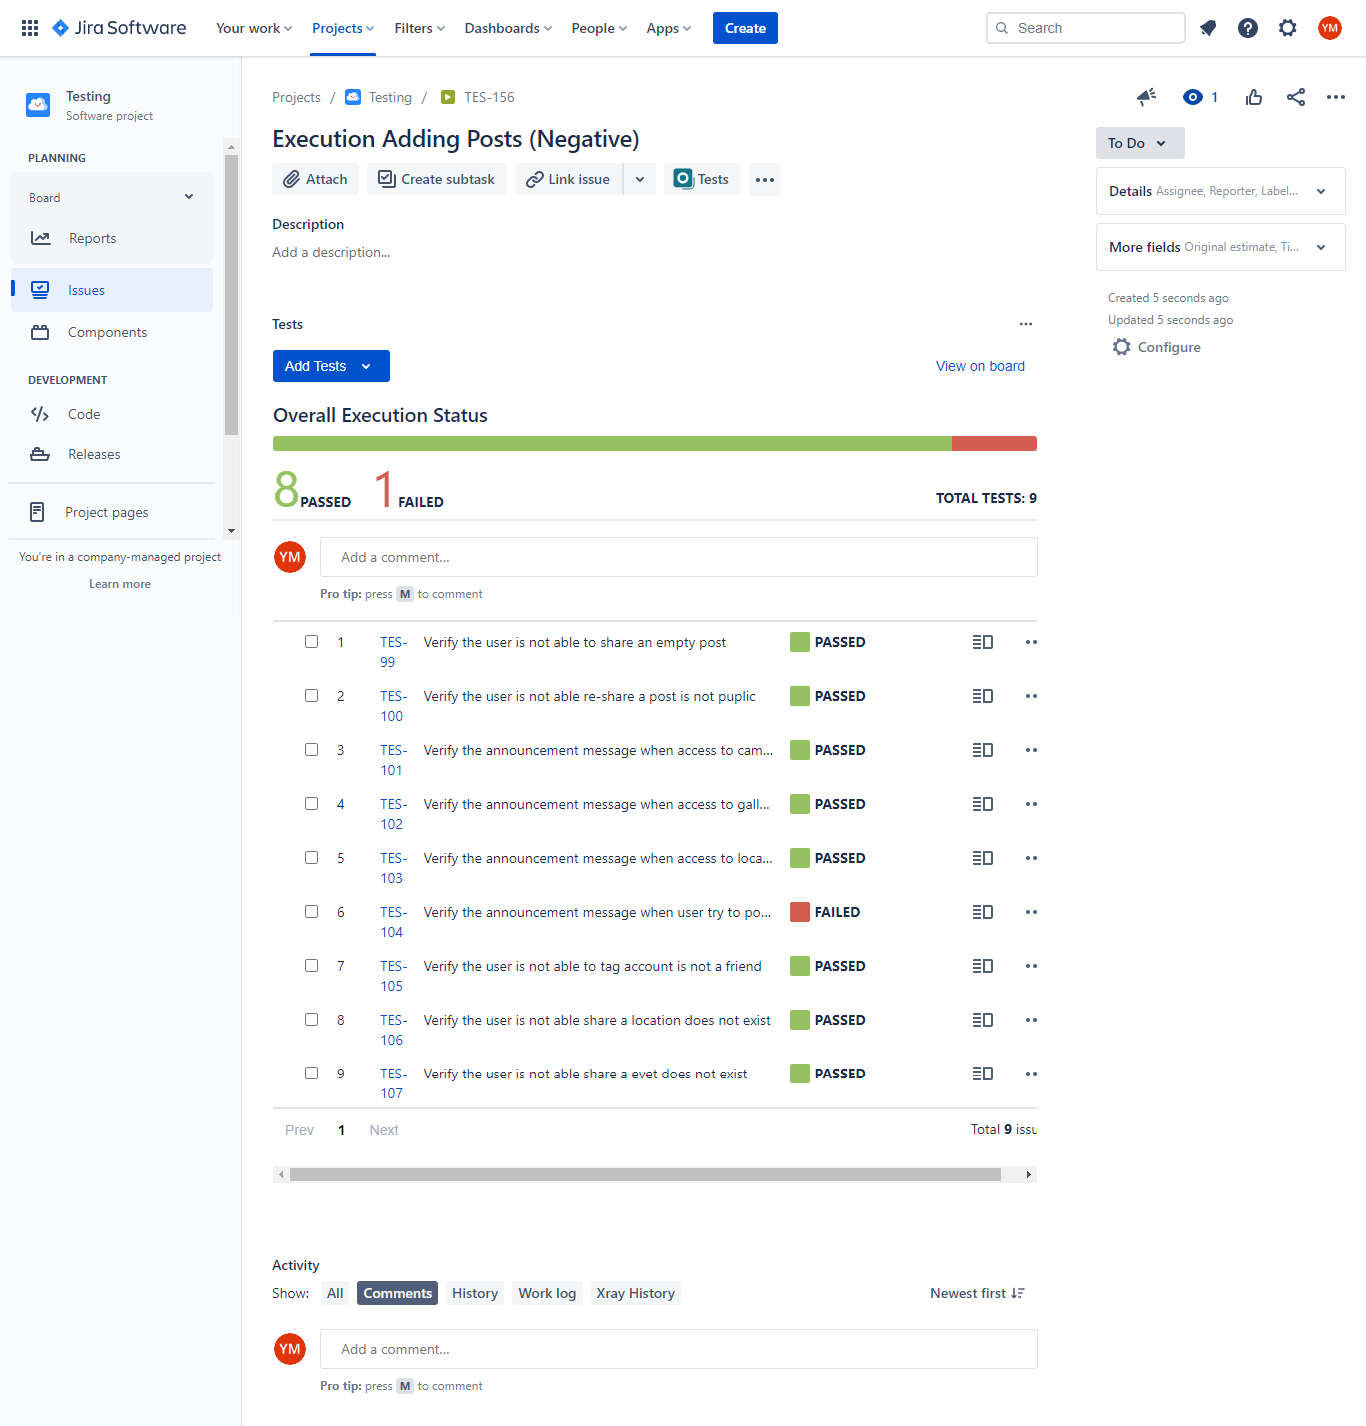 Jira Software Your work Projects Filters Dashboards People Apps Create Search YM
Testing
Software project
PLANNING
Board
Reports
Issues
Components
DEVELOPMENT
Code
Releases
Project pages
You're in a company-managed project
Learn more
Projects / Testing / TES-156
1
Execution Adding Posts (Negative)
Attach Create subtask Link issue Tests
Description
Add a description...
Tests
Add Tests View on board
Overall Execution Status
8 PASSED 1 FAILED TOTAL TESTS: 9
YM Add a comment...
Pro tip: press M to comment
1 TES-99 Verify the user is not able to share an empty post PASSED
2 TES-100 Verify the user is not able re-share a post is not puplic PASSED
3 TES-101 Verify the announcement message when access to cam... PASSED
4 TES-102 Verify the announcement message when access to gall... PASSED
5 TES-103 Verify the announcement message when access to loca... PASSED
6 TES-104 Verify the announcement message when user try to po... FAILED
7 TES-105 Verify the user is not able to tag account is not a friend PASSED
8 TES-106 Verify the user is not able share a location does not exist PASSED
9 TES-107 Verify the user is not able share a evet does not exist PASSED
Prev 1 Next Total 9 issu
Activity
Show: All Comments History Work log Xray History Newest first
YM Add a comment...
Pro tip: press M to comment
To Do
Details Assignee, Reporter, Label...
More fields Original estimate, Ti...
Created 5 seconds ago
Updated 5 seconds ago
Configure